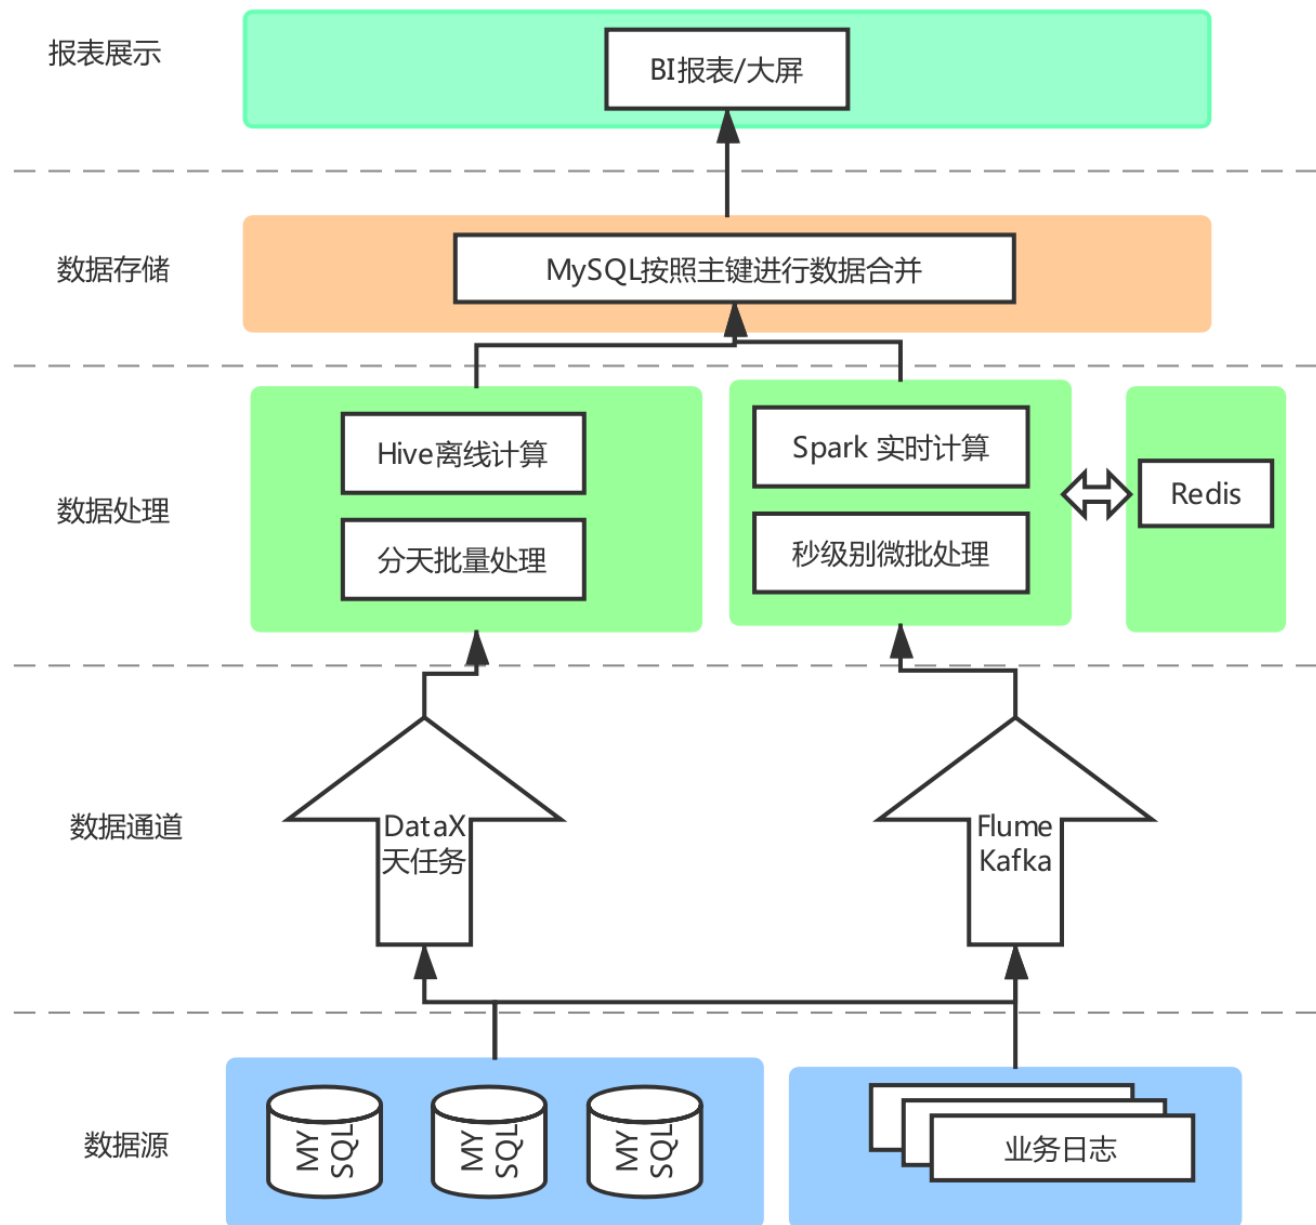 报表展示
BI报表/大屏
数据存储
MySQL按照主键进行数据合并
数据处理
Hive离线计算
分天批量处理
Spark 实时计算
秒级别微批处理
Redis
数据通道
DataX
天任务
Flume
Kafka
数据源
MY
SQL
MY
SQL
MY
SQL
业务日志